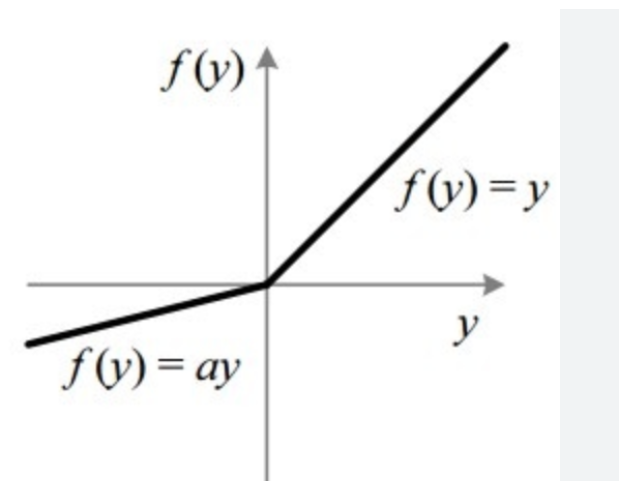 f(y)
f(y) = y
y
f(y) = ay